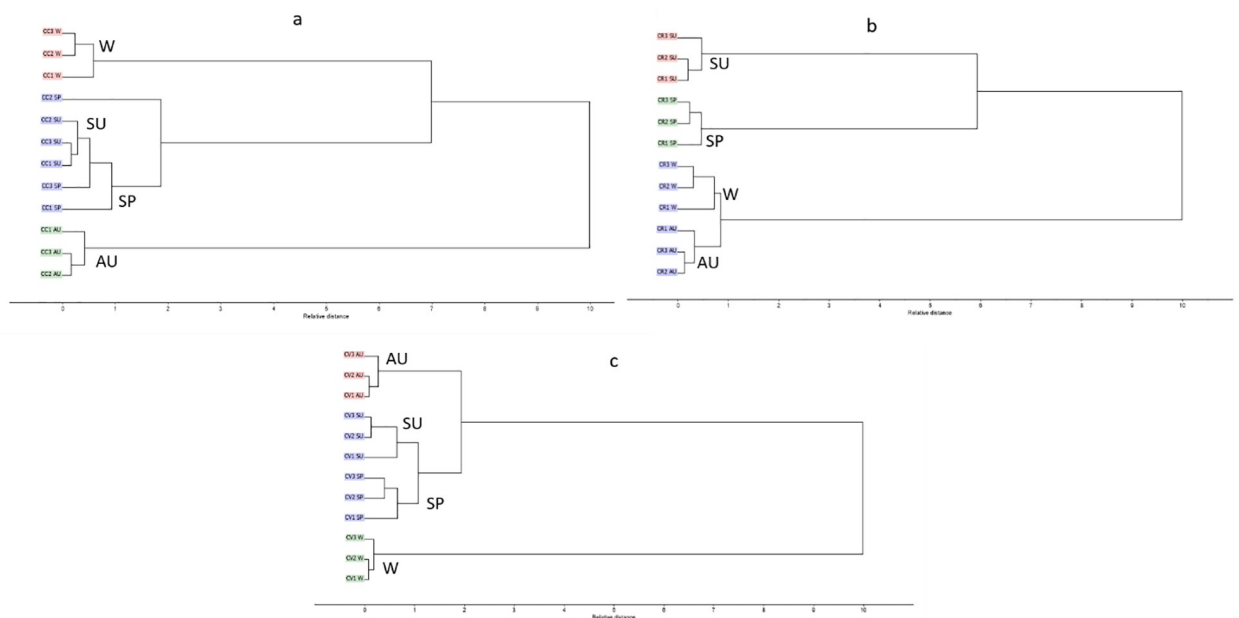 a
CC3 W
W
CC2 W
CC1 W
CC2 SP
CC2 SU
SU
CC3 SU
CC1 SU
CC3 SP
SP
CC1 SP
CC1 AU
CC3 AU
AU
CC2 AU
0 1 2 3 4 5 6 7 8 9 10
Relative distance
b
CR3 SU
CR2 SU
SU
CR1 SU
CR3 SP
CR2 SP
SP
CR1 SP
CR3 W
CR2 W
W
CR1 W
CR1 AU
CR3 AU
AU
CR2 AU
0 1 2 3 4 5 6 7 8 9 10
Relative distance
c
CV3 AU
AU
CV2 AU
CV1 AU
CV3 SU
SU
CV2 SU
CV1 SU
CV3 SP
CV2 SP
SP
CV1 SP
CV3 W
CV2 W
W
CV1 W
0 1 2 3 4 5 6 7 8 9 10
Relative distance